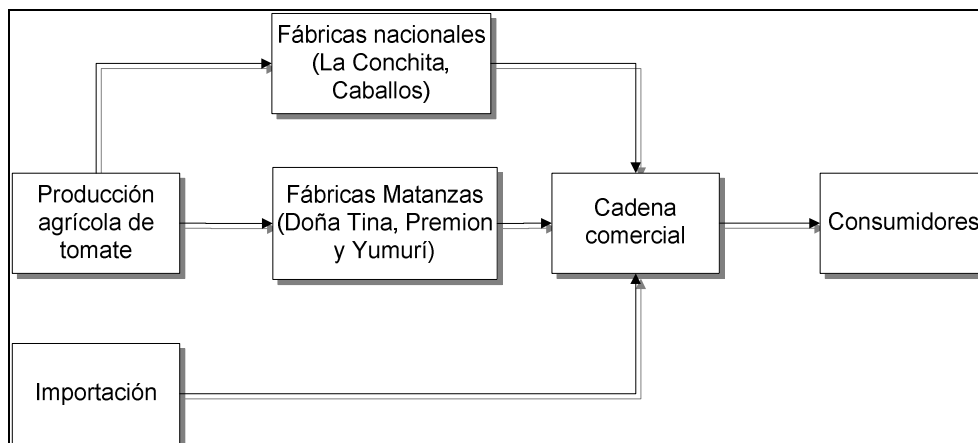 Fábricas nacionales
(La Conchita,
Caballos)
Producción
agrícola de
tomate
Fábricas Matanzas
(Doña Tina, Premion
y Yumurí)
Cadena
comercial
Consumidores
Importación